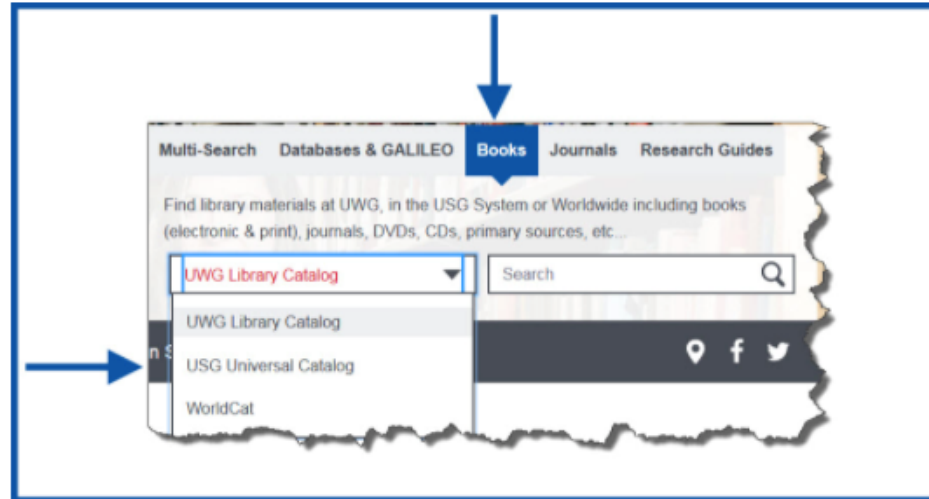 Multi-Search Databases & GALILEO Books Journals Research Guides
Find library materials at UWG, in the USG System or Worldwide including books
(electronic & print), journals, DVDs, CDs, primary sources, etc...
UWG Library Catalog Search
UWG Library Catalog
USG Universal Catalog
WorldCat